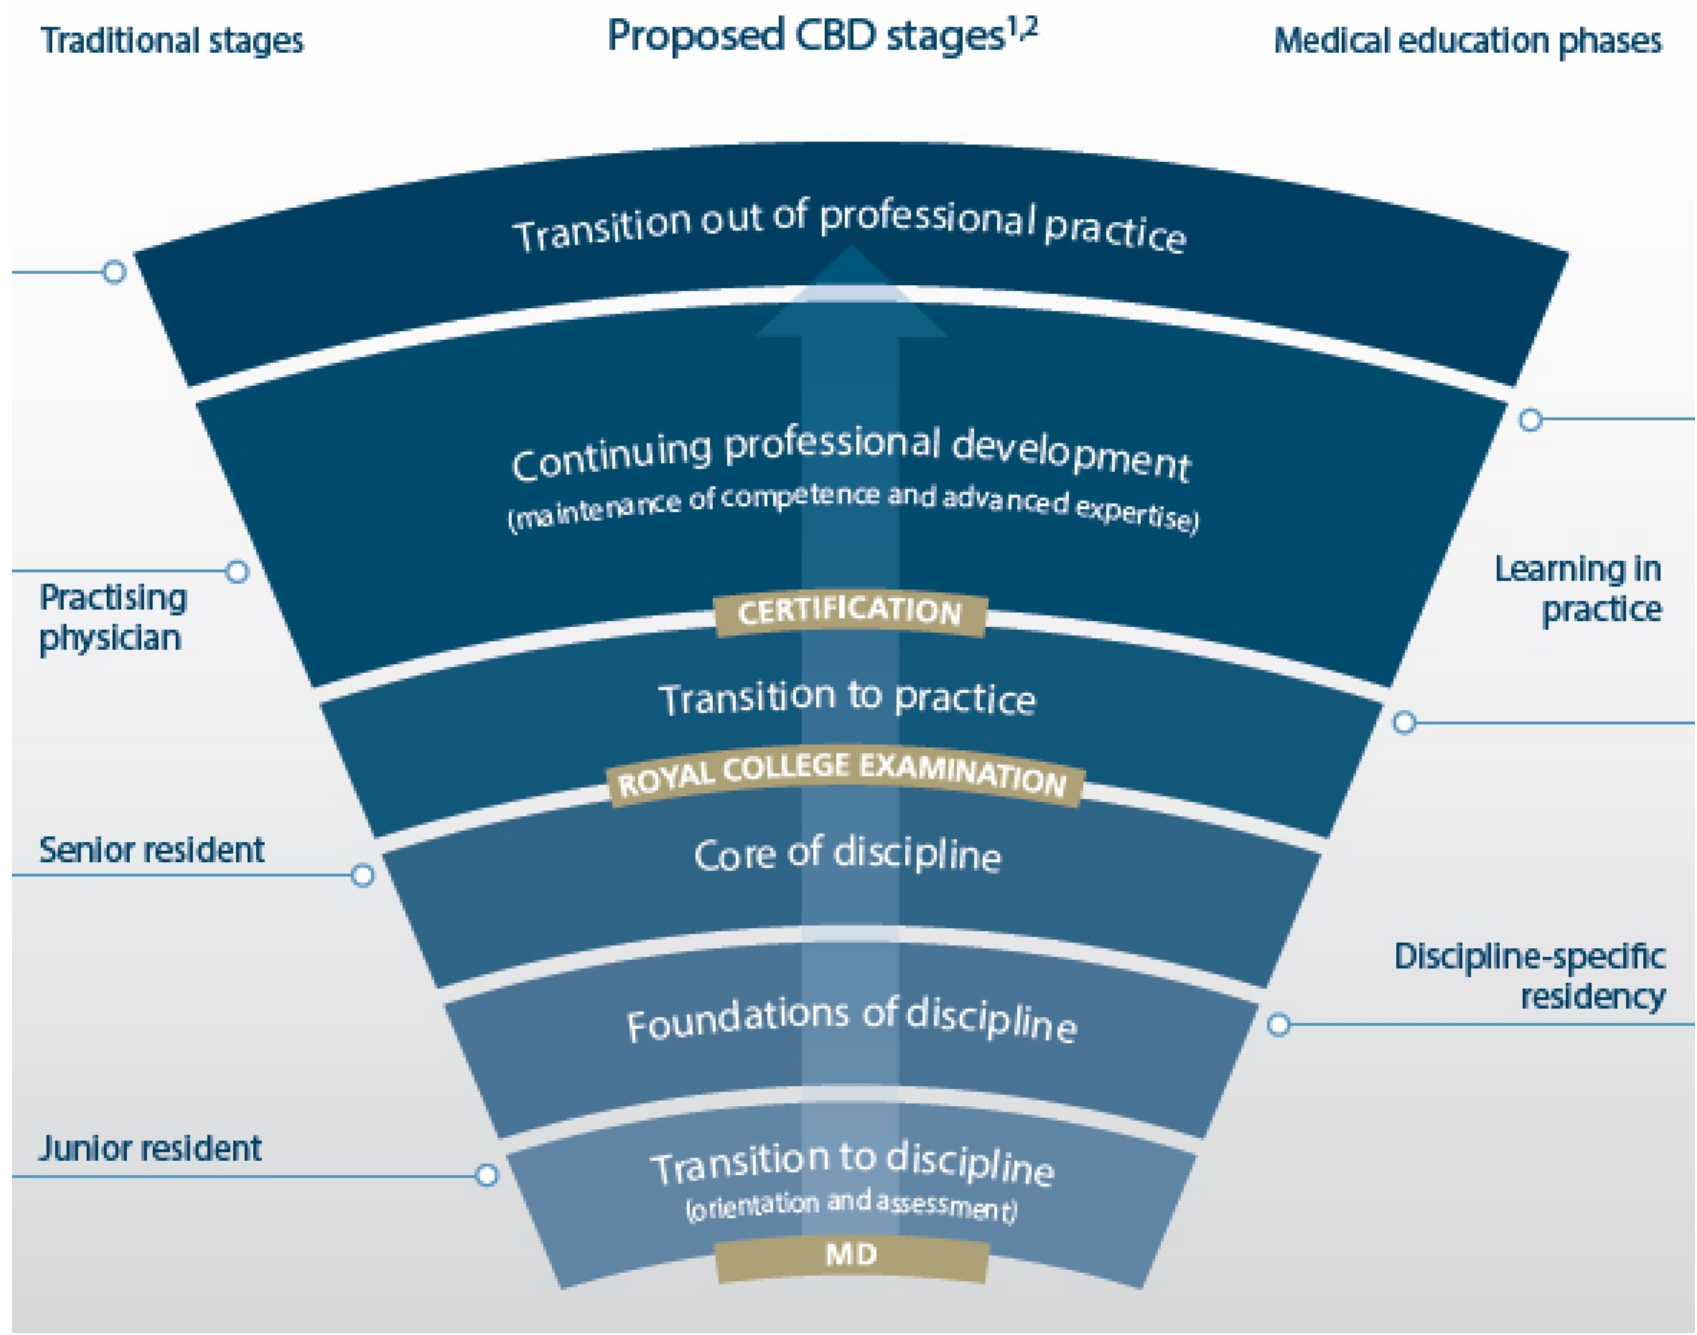 Traditional stages
Proposed CBD stages1,2
Medical education phases
Transition out of professional practice
Continuing professional development
(maintenance of competence and advanced expertise)
Practising
physician
Learning in
practice
CERTIFICATION
Transition to practice
ROYAL COLLEGE EXAMINATION
Senior resident
Core of discipline
Discipline-specific
residency
Foundations of discipline
Junior resident
Transition to discipline
(orientation and assessment)
MD